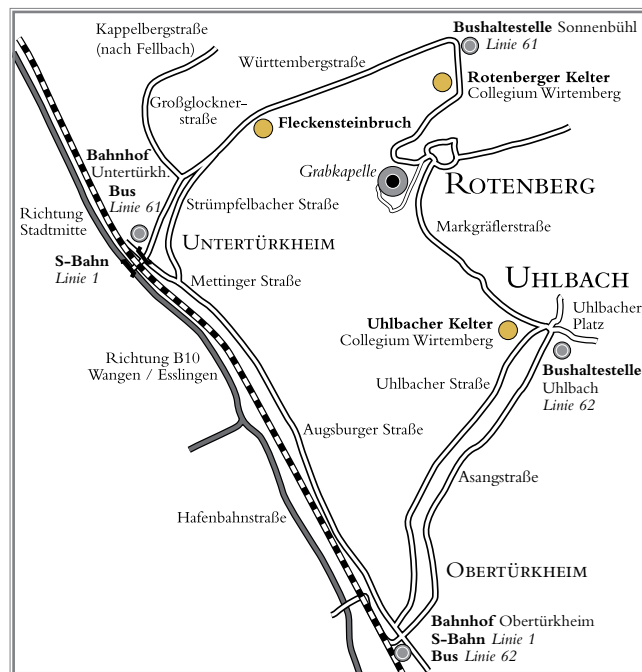 Kappelbergstraße
(nach Fellbach)
Bushaltestelle Sonnenbühl
Linie 61
Württembergstraße
Rotenberger Kelter
Collegium Wirtemberg
Großglockner-
straße
Fleckensteinbruch
Bahnhof
Untertürkh.
Bus
Linie 61
Grabkapelle
ROTENBERG
Strümpfelbacher Straße
Richtung
Stadtmitte
Markgräflerstraße
UNTERTÜRKHEIM
S-Bahn
Linie 1
Mettinger Straße
UHLBACH
Uhlbacher
Platz
Uhlbacher Kelter
Collegium Wirtemberg
Richtung B10
Wangen / Esslingen
Bushaltestelle
Uhlbach
Linie 62
Uhlbacher Straße
Augsburger Straße
Asangstraße
Hafenbahnstraße
OBERTÜRKHEIM
Bahnhof Obertürkheim
S-Bahn Linie 1
Bus Linie 62